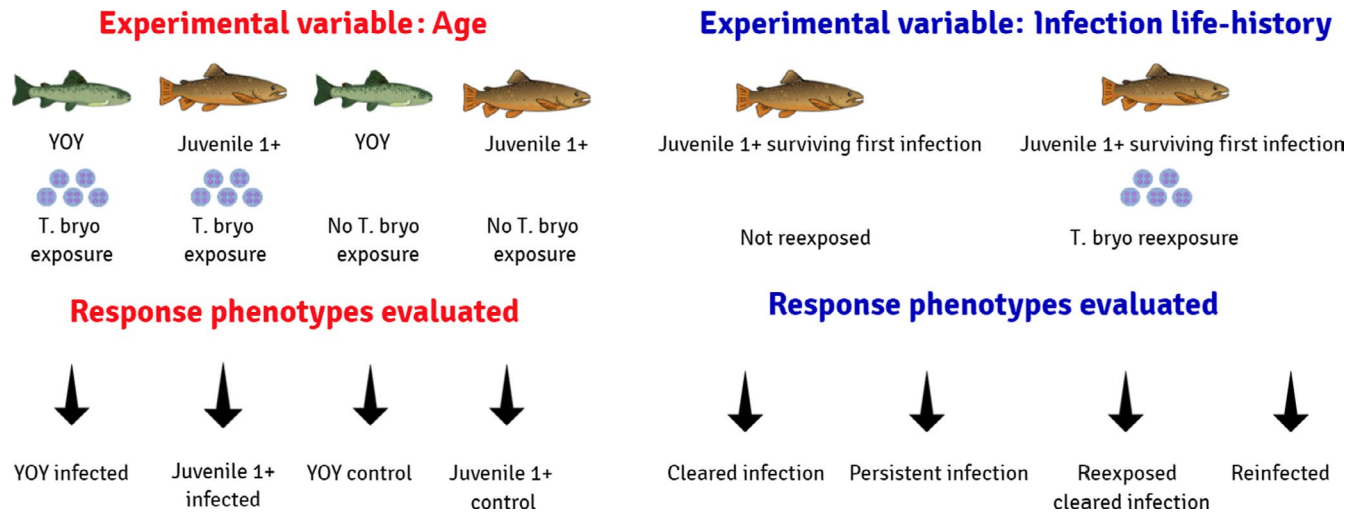 Experimental variable: Age
YOY
Juvenile 1+
YOY
Juvenile 1+
T. bryo
exposure
T. bryo
exposure
No T. bryo
exposure
No T. bryo
exposure
Response phenotypes evaluated
YOY infected
Juvenile 1+
infected
YOY control
Juvenile 1+
control
Experimental variable: Infection life-history
Juvenile 1+ surviving first infection
Juvenile 1+ surviving first infection
Not reexposed
T. bryo reexposure
Response phenotypes evaluated
Cleared infection
Persistent infection
Reexposed
cleared infection
Reinfected